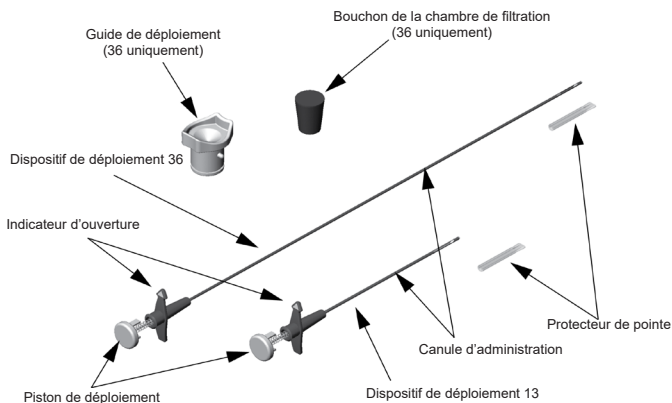 Bouchon de la chambre de filtration
(36 uniquement)
Guide de déploiement
(36 uniquement)
Dispositif de déploiement 36
Indicateur d’ouverture
Protecteur de pointe
Canule d’administration
Piston de déploiement
Dispositif de déploiement 13